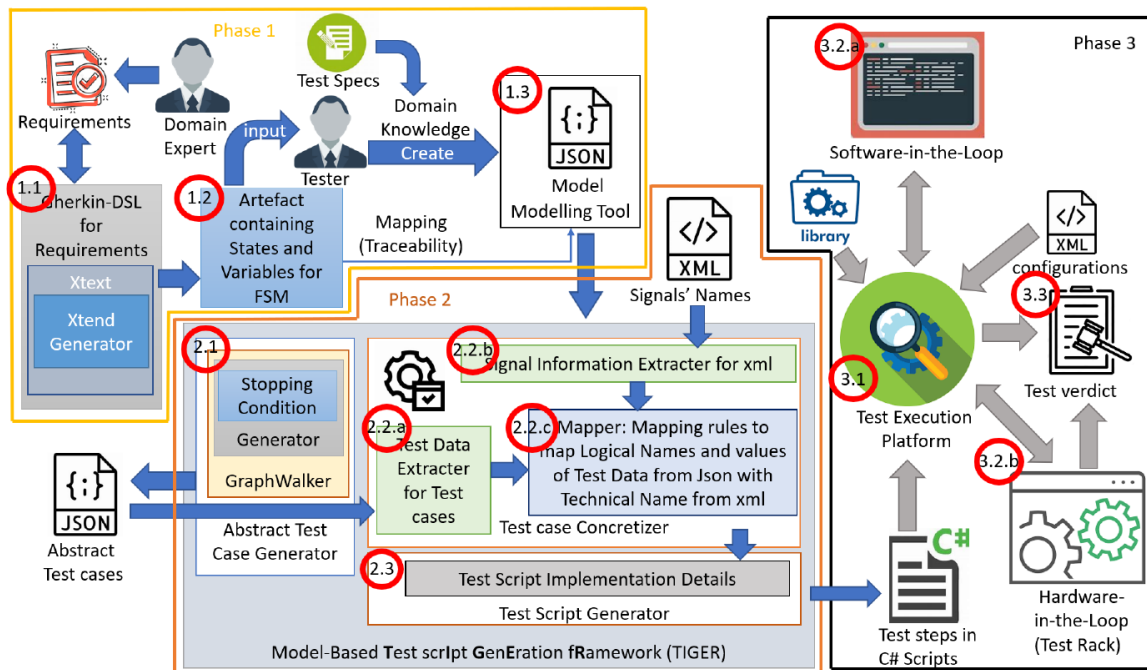 Phase 1
Requirements
Domain
Expert
input
Test Specs
Tester
Domain
Knowledge
Create
1.3
{;}
JSON
Model
Modelling Tool
1.1
Gherkin-DSL
for
Requirements
Xtext
Xtend
Generator
1.2
Artefact
containing
States and
Variables for
FSM
Mapping
(Traceability)
Phase 2
</>
XML
Signals' Names
2.1
Stopping
Condition
Generator
GraphWalker
Abstract Test
Case Generator
{;}
JSON
Abstract
Test cases
2.2.b
Signal Information Extracter for xml
2.2.a
Test Data
Extracter
for Test
cases
2.2.c
Mapper: Mapping rules to
map Logical Names and values
of Test Data from Json with
Technical Name from xml
Test case Concretizer
2.3
Test Script Implementation Details
Test Script Generator
Model-Based Test scrIpt GenEration fRamework (TIGER)
Phase 3
3.2.a
Software-in-the-Loop
library
</>
XML
configurations
3.1
Test Execution
Platform
3.3
Test verdict
3.2.b
Hardware-
in-the-Loop
(Test Rack)
C#
Test steps in
C# Scripts